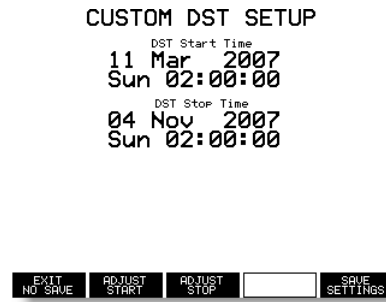 CUSTOM DST SETUP
DST Start Time
11 Mar 2007
Sun 02:00:00
DST Stop Time
04 Nov 2007
Sun 02:00:00
EXIT
NO SAVE
ADJUST
START
ADJUST
STOP
SAVE
SETTINGS